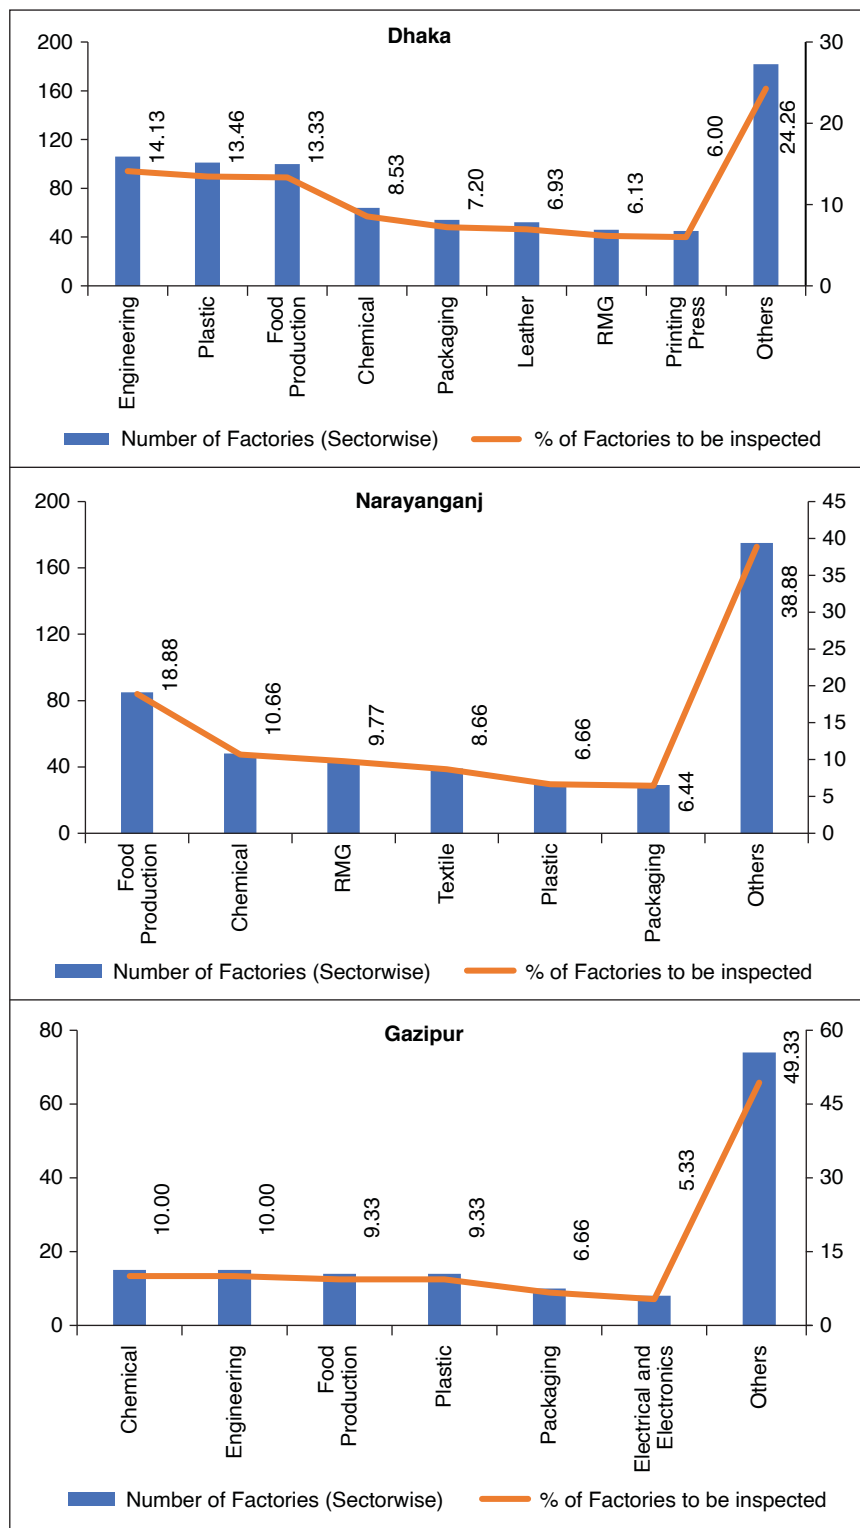 Dhaka
200
160
120
80
40
0
30
20
10
0
14.13
13.46
13.33
8.53
7.20
6.93
6.13
6.00
24.26
Engineering
Plastic
Food
Production
Chemical
Packaging
Leather
RMG
Printing
Press
Others
Number of Factories (Sectorwise)
% of Factories to be inspected
Narayanganj
200
160
120
80
40
0
45
40
35
30
25
20
15
10
5
0
18.88
10.66
9.77
8.66
6.66
6.44
38.88
Food
Production
Chemical
RMG
Textile
Plastic
Packaging
Others
Number of Factories (Sectorwise)
% of Factories to be inspected
Gazipur
80
60
40
20
0
60
45
30
15
0
10.00
10.00
9.33
9.33
6.66
5.33
49.33
Chemical
Engineering
Food
Production
Plastic
Packaging
Electrical and
Electronics
Others
Number of Factories (Sectorwise)
% of Factories to be inspected